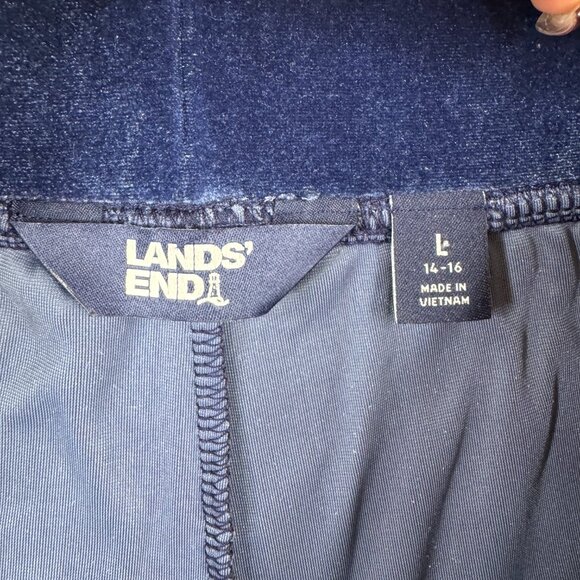 LANDS'
END
L
14-16
MADE IN
VIETNAM